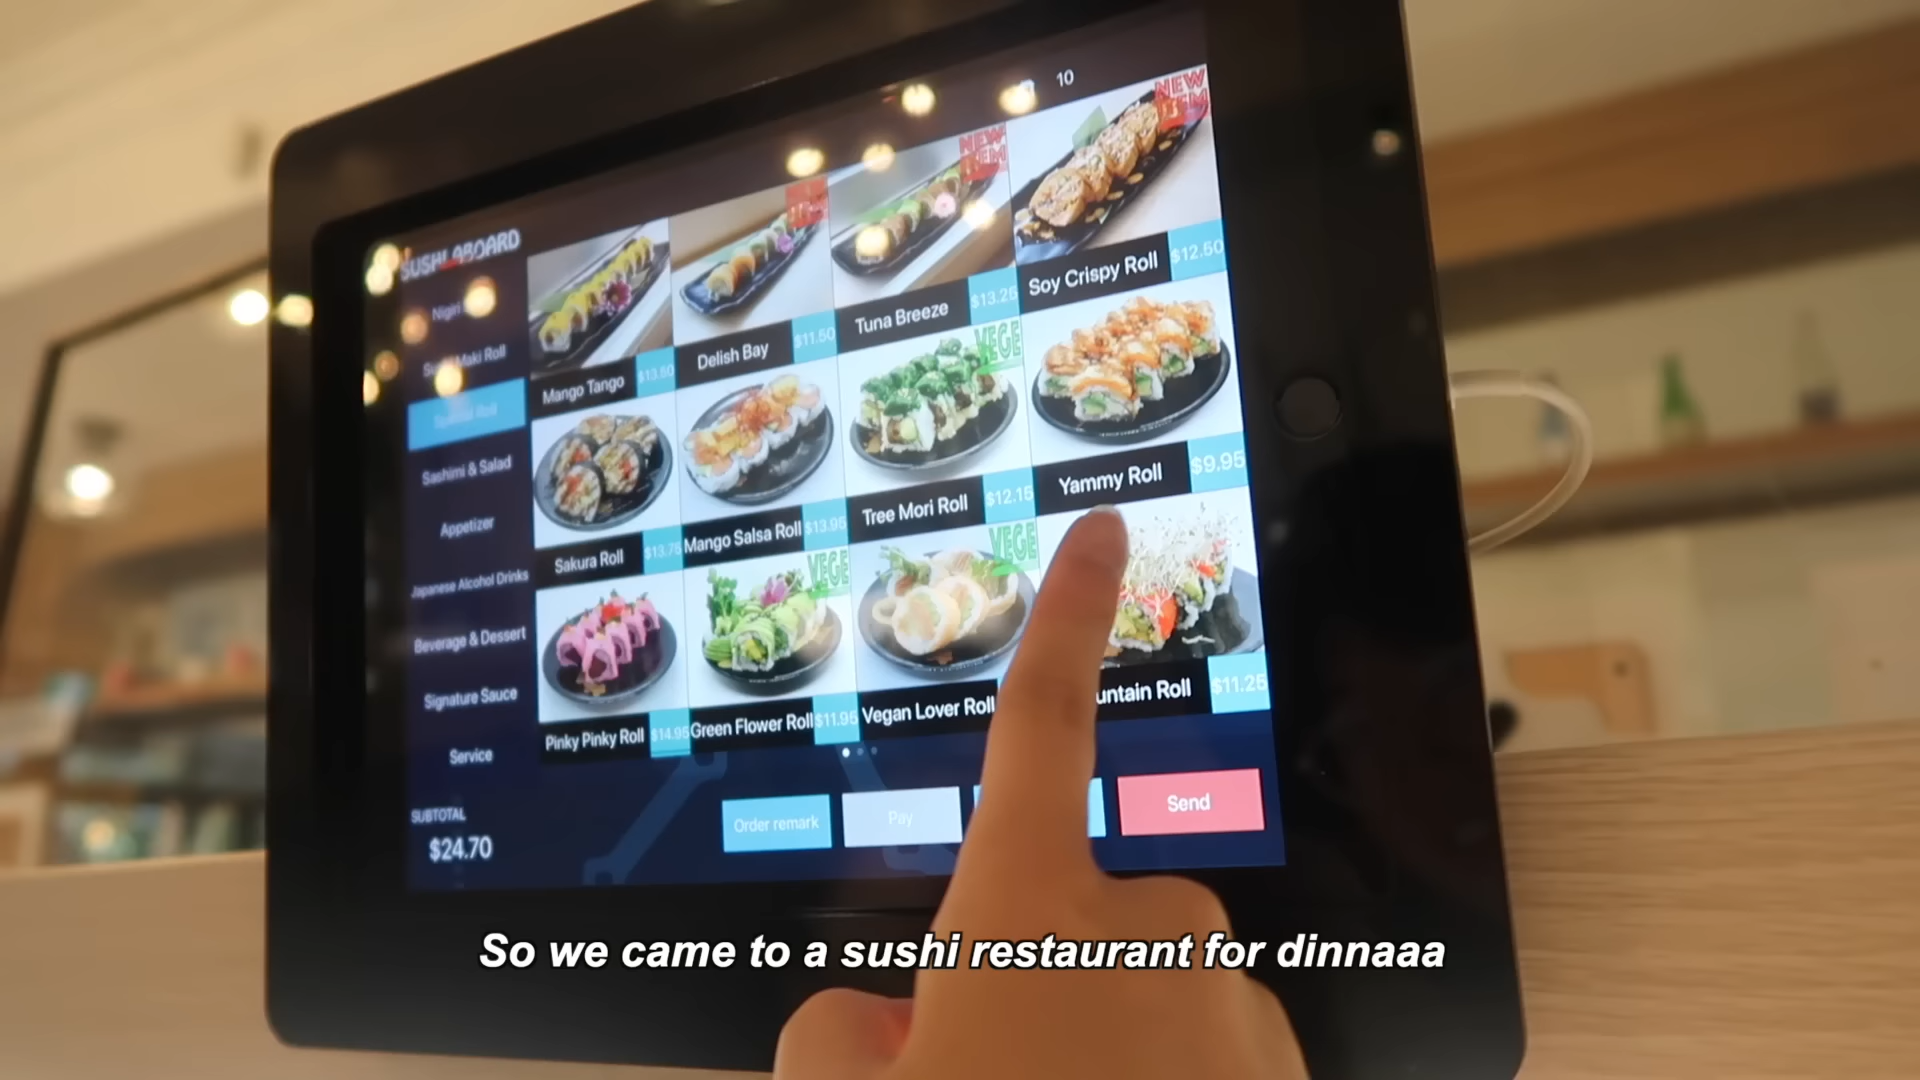 10
SUSHI ABOARD
Nigiri
Sushi Maki Roll
Special Roll
Sashimi & Salad
Appetizer
Japanese Alcohol Drinks
Beverage & Dessert
Signature Sauce
Service
SUBTOTAL
$24.70
NEW ITEM
NEW ITEM
Mango Tango $13.60
Delish Bay $11.50
Tuna Breeze $13.25
Soy Crispy Roll $12.50
VEGE
Sakura Roll $13.75
Mango Salsa Roll $13.95
Tree Mori Roll $12.15
Yammy Roll $9.95
VEGE
VEGE
Pinky Pinky Roll $14.95
Green Flower Roll $11.95
Vegan Lover Roll
untain Roll $11.25
Order remark
Pay
Send
So we came to a sushi restaurant for dinnaaa